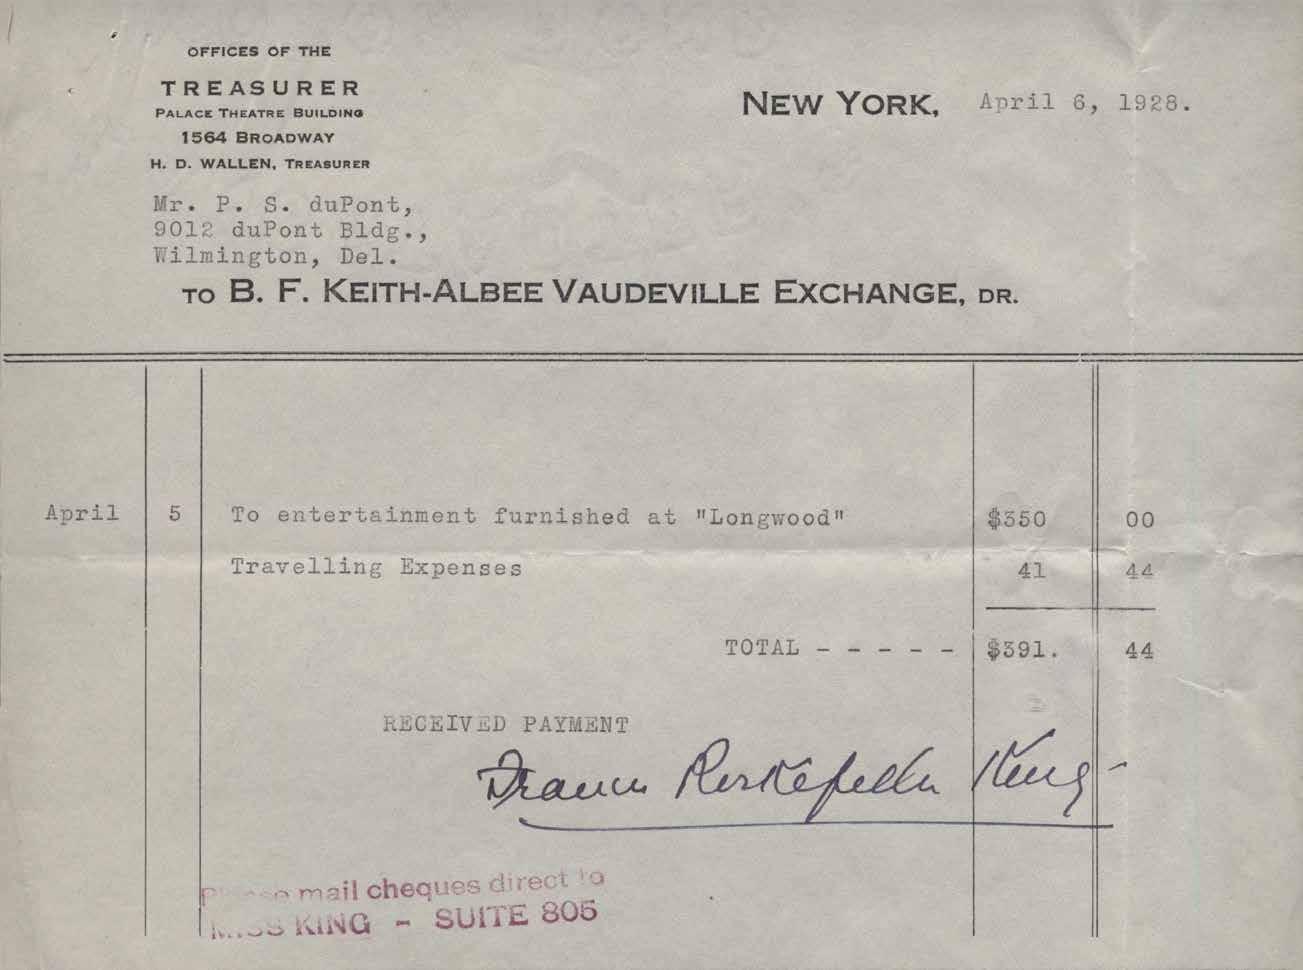 OFFICES OF THE
TREASURER
PALACE THEATRE BUILDING
1564 BROADWAY
H. D. WALLEN, TREASURER
NEW YORK, April 6, 1928.
Mr. P. S. duPont,
9012 duPont Bldg.,
Wilmington, Del.
TO B. F. KEITH-ALBEE VAUDEVILLE EXCHANGE, DR.
April 5 To entertainment furnished at "Longwood" $350 00
Travelling Expenses 41 44
TOTAL - - - - - $391. 44
RECEIVED PAYMENT
Frances Rockefeller King
Please mail cheques direct to
MISS KING - SUITE 805